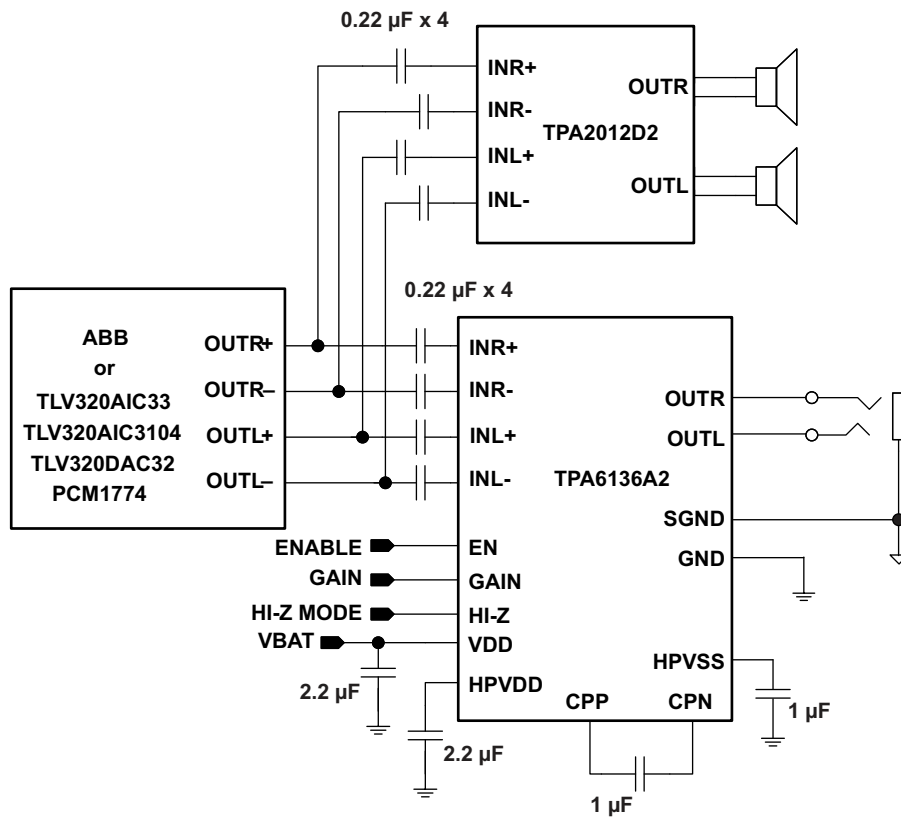 0.22 µF x 4
INR+
INR-
INL+
INL-
OUTR
TPA2012D2
OUTL
0.22 µF x 4
ABB
or
TLV320AIC33
TLV320AIC3104
TLV320DAC32
PCM1774
OUTR+
OUTR–
OUTL+
OUTL–
INR+
INR-
INL+
INL-
TPA6136A2
OUTR
OUTL
SGND
GND
ENABLE
EN
GAIN
GAIN
HI-Z MODE
HI-Z
VBAT
VDD
HPVDD
HPVSS
2.2 µF
CPP
CPN
1 µF
2.2 µF
1 µF